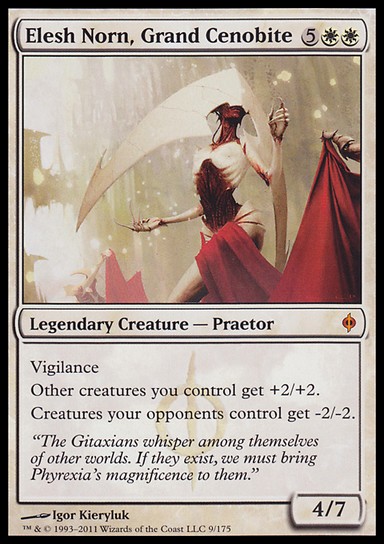 Elesh Norn, Grand Cenobite 5
Legendary Creature — Praetor
Vigilance
Other creatures you control get +2/+2.
Creatures your opponents control get -2/-2.
“The Gitaxians whisper among themselves
of other worlds. If they exist, we must bring
Phyrexia’s magnificence to them.”
Igor Kieryluk
4/7
™ & © 1993–2011 Wizards of the Coast LLC 9/175